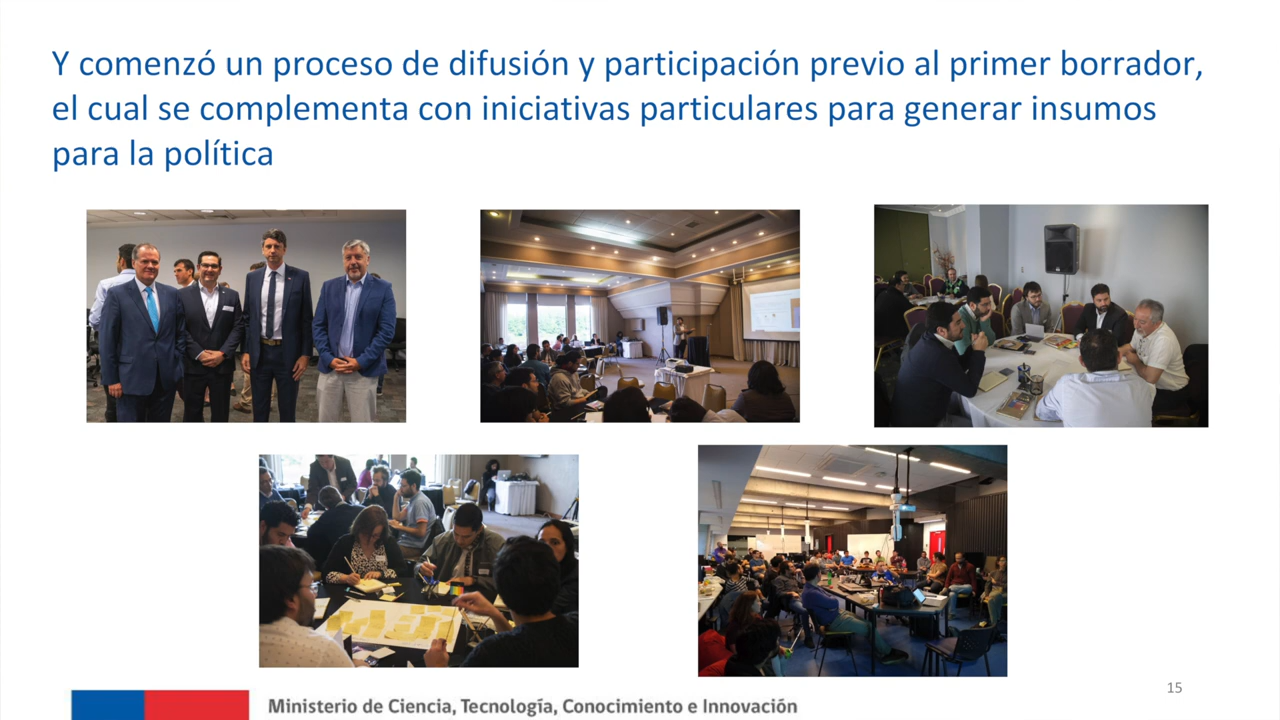 Y comenzó un proceso de difusión y participación previo al primer borrador,
el cual se complementa con iniciativas particulares para generar insumos
para la política
15
Ministerio de Ciencia, Tecnología, Conocimiento e Innovación